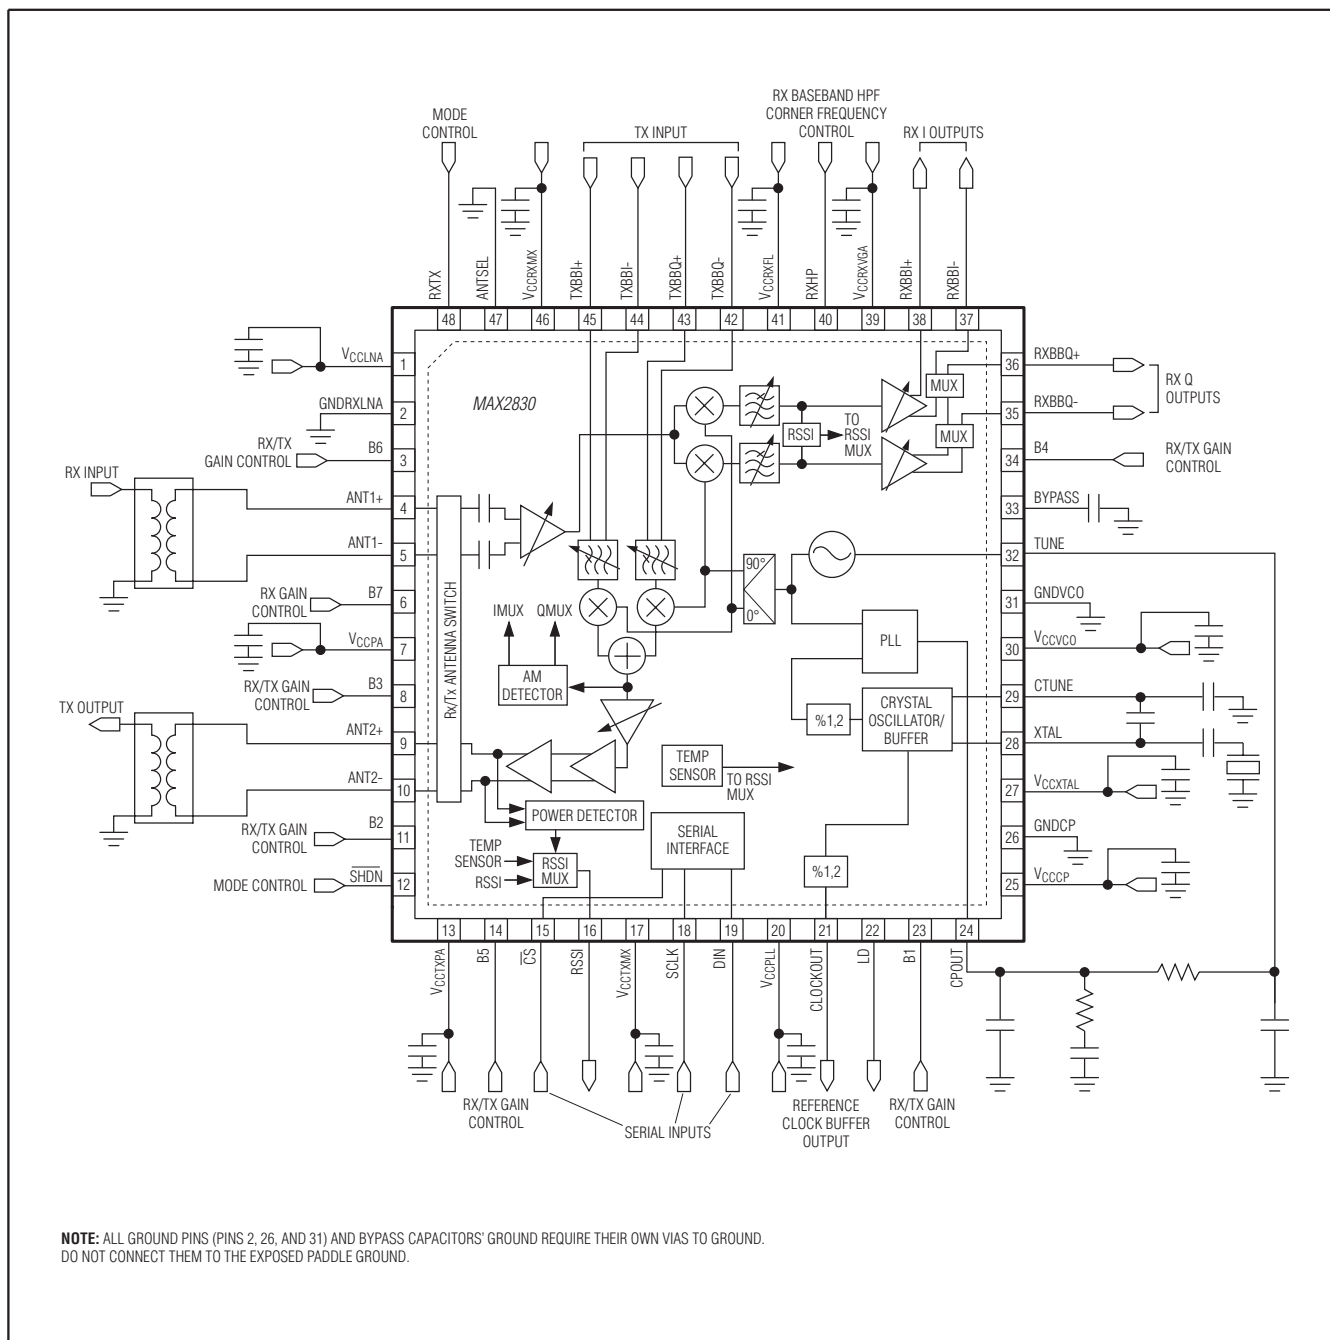 MODE
CONTROL
TX INPUT
RX BASEBAND HPF
CORNER FREQUENCY
CONTROL
RX I OUTPUTS
RXTX
ANTSEL
VCCRXMX
TXBBI+
TXBBI-
TXBBQ+
TXBBQ-
VCCRXFL
RXHP
VCCRXVGA
RXBBI+
RXBBI-
48
47
46
45
44
43
42
41
40
39
38
37
VCCLNA
1
GNDRXLNA
2
RX/TX
GAIN CONTROL
B6
3
RX INPUT
ANT1+
4
ANT1-
5
RX GAIN
CONTROL
B7
6
VCCPA
7
RX/TX GAIN
CONTROL
B3
8
TX OUTPUT
ANT2+
9
ANT2-
10
RX/TX GAIN
CONTROL
B2
11
MODE CONTROL
SHDN
12
MAX2830
Rx/Tx ANTENNA SWITCH
MUX
MUX
RSSI
TO
RSSI
MUX
90°
0°
IMUX
QMUX
AM
DETECTOR
PLL
%1,2
CRYSTAL
OSCILLATOR/
BUFFER
TEMP
SENSOR
TO RSSI
MUX
POWER DETECTOR
TEMP
SENSOR
RSSI
RSSI
MUX
SERIAL
INTERFACE
%1,2
36
RXBBQ+
35
RXBBQ-
RX Q
OUTPUTS
34
B4
RX/TX GAIN
CONTROL
33
BYPASS
32
TUNE
31
GNDVCO
30
VCCVCO
29
CTUNE
28
XTAL
27
VCCXTAL
26
GNDCP
25
VCCCP
13
14
15
16
17
18
19
20
21
22
23
24
VCCTXPA
B5
CS
RSSI
VCCTXMX
SCLK
DIN
VCCPLL
CLOCKOUT
LD
B1
CPOUT
RX/TX GAIN
CONTROL
SERIAL INPUTS
REFERENCE
CLOCK BUFFER
OUTPUT
RX/TX GAIN
CONTROL
NOTE: ALL GROUND PINS (PINS 2, 26, AND 31) AND BYPASS CAPACITORS' GROUND REQUIRE THEIR OWN VIAS TO GROUND.
DO NOT CONNECT THEM TO THE EXPOSED PADDLE GROUND.